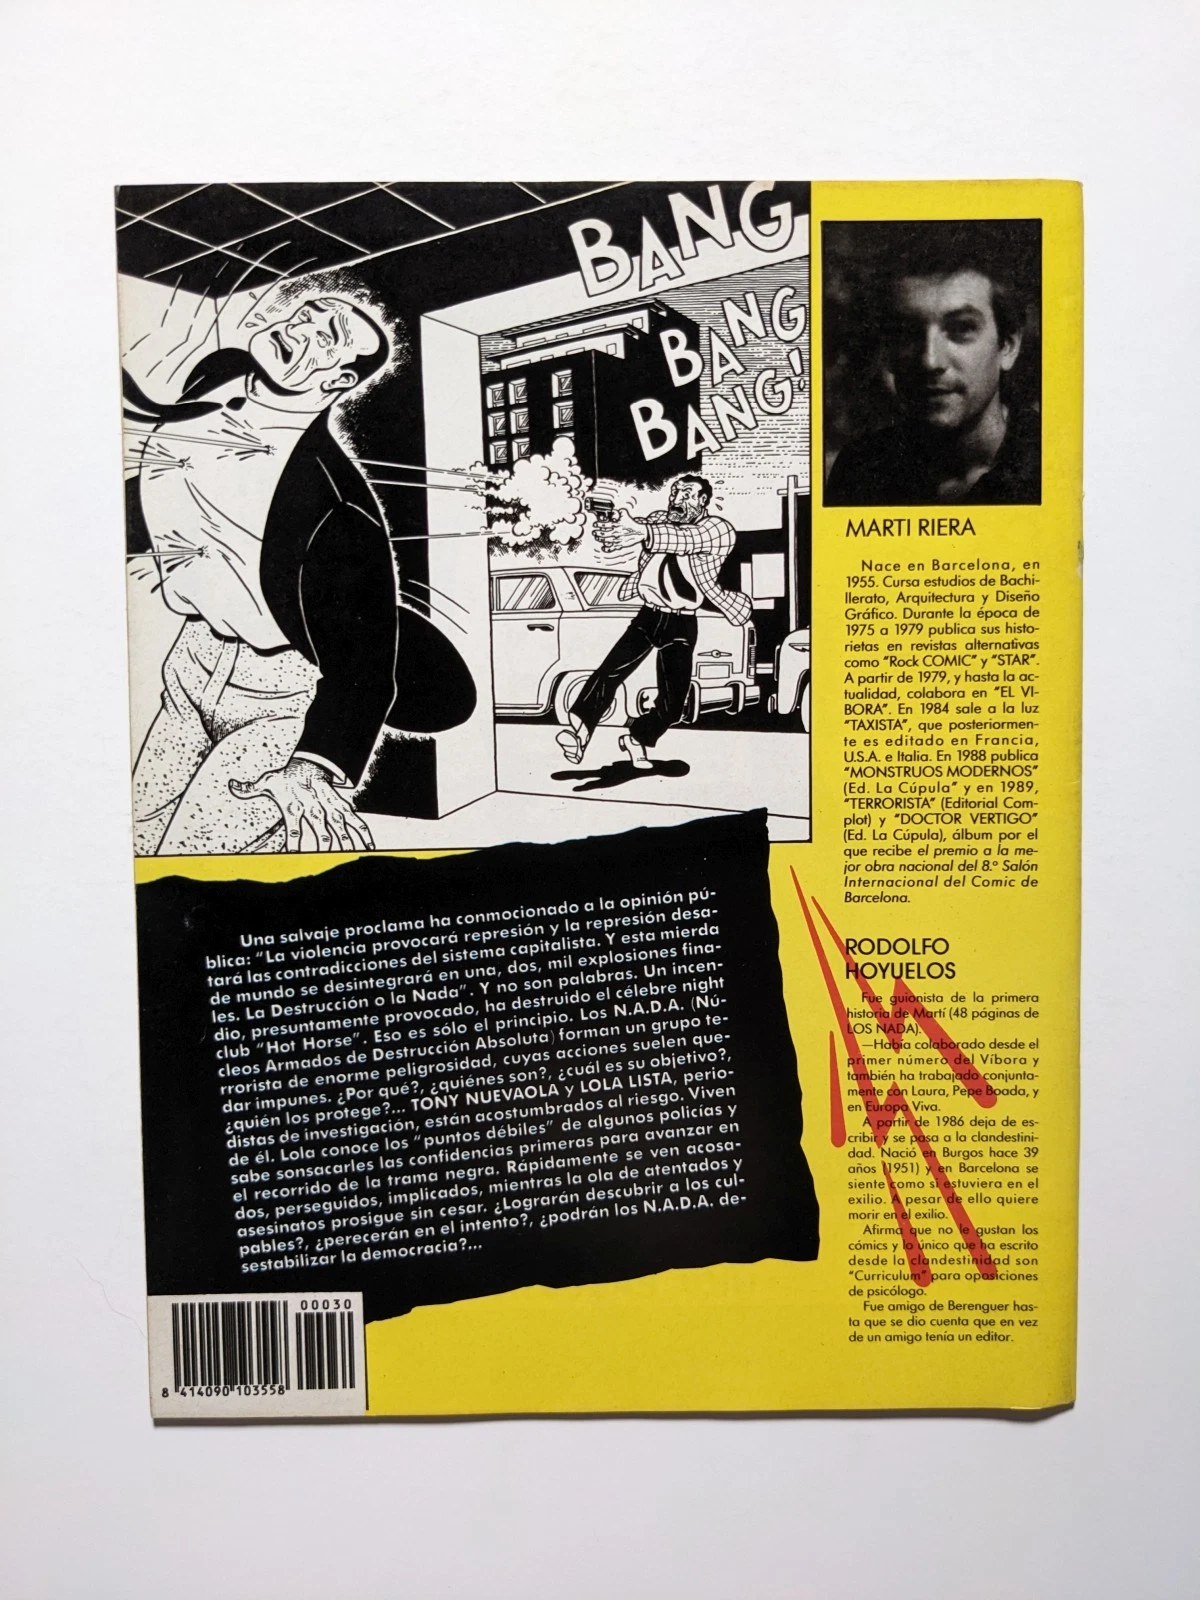 BANG
BANG
BANG!
Una salvaje proclama ha conmocionado a la opinión pú-
blica: "La violencia provocará represión y la represión desa-
tará las contradicciones del sistema capitalista. Y esta mierda
de mundo se desintegrará en una, dos, mil explosiones fina-
les. La Destrucción o la Nada". Y no son palabras. Un incen-
dio, presuntamente provocado, ha destruido el célebre night
club "Hot Horse". Eso es sólo el principio. Los N.A.D.A. (Nú-
cleos Armados de Destrucción Absoluta) forman un grupo te-
rrorista de enorme peligrosidad, cuyas acciones suelen que-
dar impunes. ¿Por qué?, ¿quiénes son?, ¿cuál es su objetivo?,
¿quién los protege?... TONY NUEVAOLA y LOLA LISTA, perio-
distas de investigación, están acostumbrados al riesgo. Viven
de él. Lola conoce los "puntos débiles" de algunos policías y
sabe sonsacarles las confidencias primeras para avanzar en
el recorrido de la trama negra. Rápidamente se ven acosa-
dos, perseguidos, implicados, mientras la ola de atentados y
asesinatos prosigue sin cesar. ¿Lograrán descubrir a los cul-
pables?, ¿perecerán en el intento?, ¿podrán los N.A.D.A. de-
sestabilizar la democracia?...
00030
8 414090 103558
MARTI RIERA
Nace en Barcelona, en
1955. Cursa estudios de Bachi-
llerato, Arquitectura y Diseño
Gráfico. Durante la época de
1975 a 1979 publica sus histo-
rietas en revistas alternativas
como "Rock COMIC" y "STAR".
A partir de 1979, y hasta la ac-
tualidad, colabora en "EL VI-
BORA". En 1984 sale a la luz
"TAXISTA", que posteriormen-
te es editado en Francia,
U.S.A. e Italia. En 1988 publica
"MONSTRUOS MODERNOS"
(Ed. La Cúpula" y en 1989,
"TERRORISTA" (Editorial Com-
plot) y "DOCTOR VERTIGO"
(Ed. La Cúpula), álbum por el
que recibe el premio a la me-
jor obra nacional del 8.º Salón
Internacional del Comic de
Barcelona.
RODOLFO
HOYUELOS
Fue guionista de la primera
historia de Martí (48 páginas de
LOS NADA).
—Había colaborado desde el
primer número del Víbora y
también ha trabajado conjunta-
mente con Laura, Pepe Boada, y
en Europa Viva.
A partir de 1986 deja de es-
cribir y se pasa a la clandestini-
dad. Nació en Burgos hace 39
años (1951) y en Barcelona se
siente como si estuviera en el
exilio. A pesar de ello quiere
morir en el exilio.
Afirma que no le gustan los
cómics y lo único que ha escrito
desde la clandestinidad son
"Curriculum" para oposiciones
de psicólogo.
Fue amigo de Berenguer has-
ta que se dio cuenta que en vez
de un amigo tenía un editor.